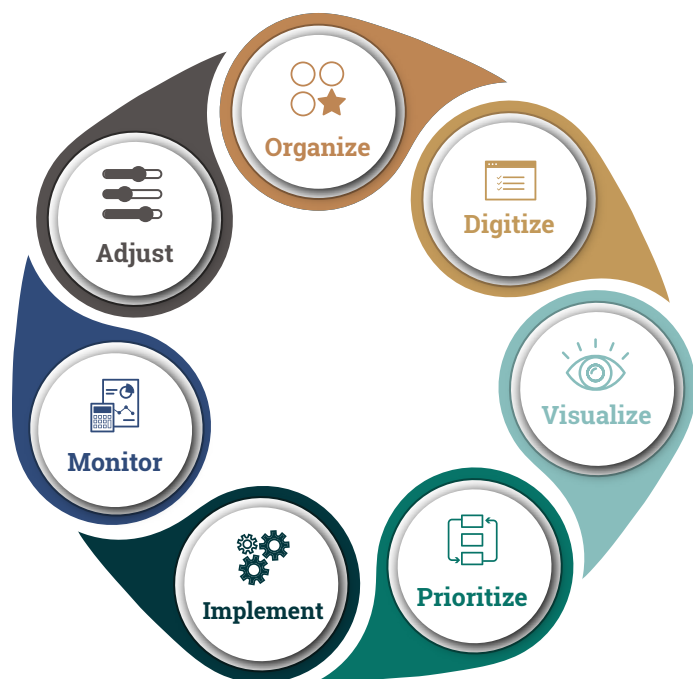 Organize
Digitize
Visualize
Prioritize
Implement
Monitor
Adjust